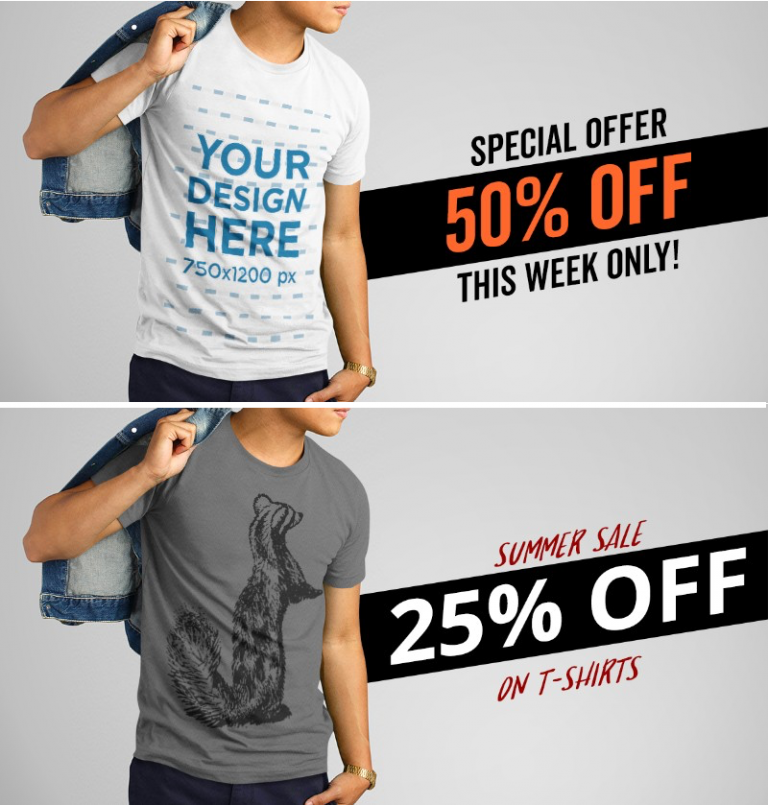 YOUR
DESIGN
HERE
750x1200 px
SPECIAL OFFER
50% OFF
THIS WEEK ONLY!
SUMMER SALE
25% OFF
ON T-SHIRTS